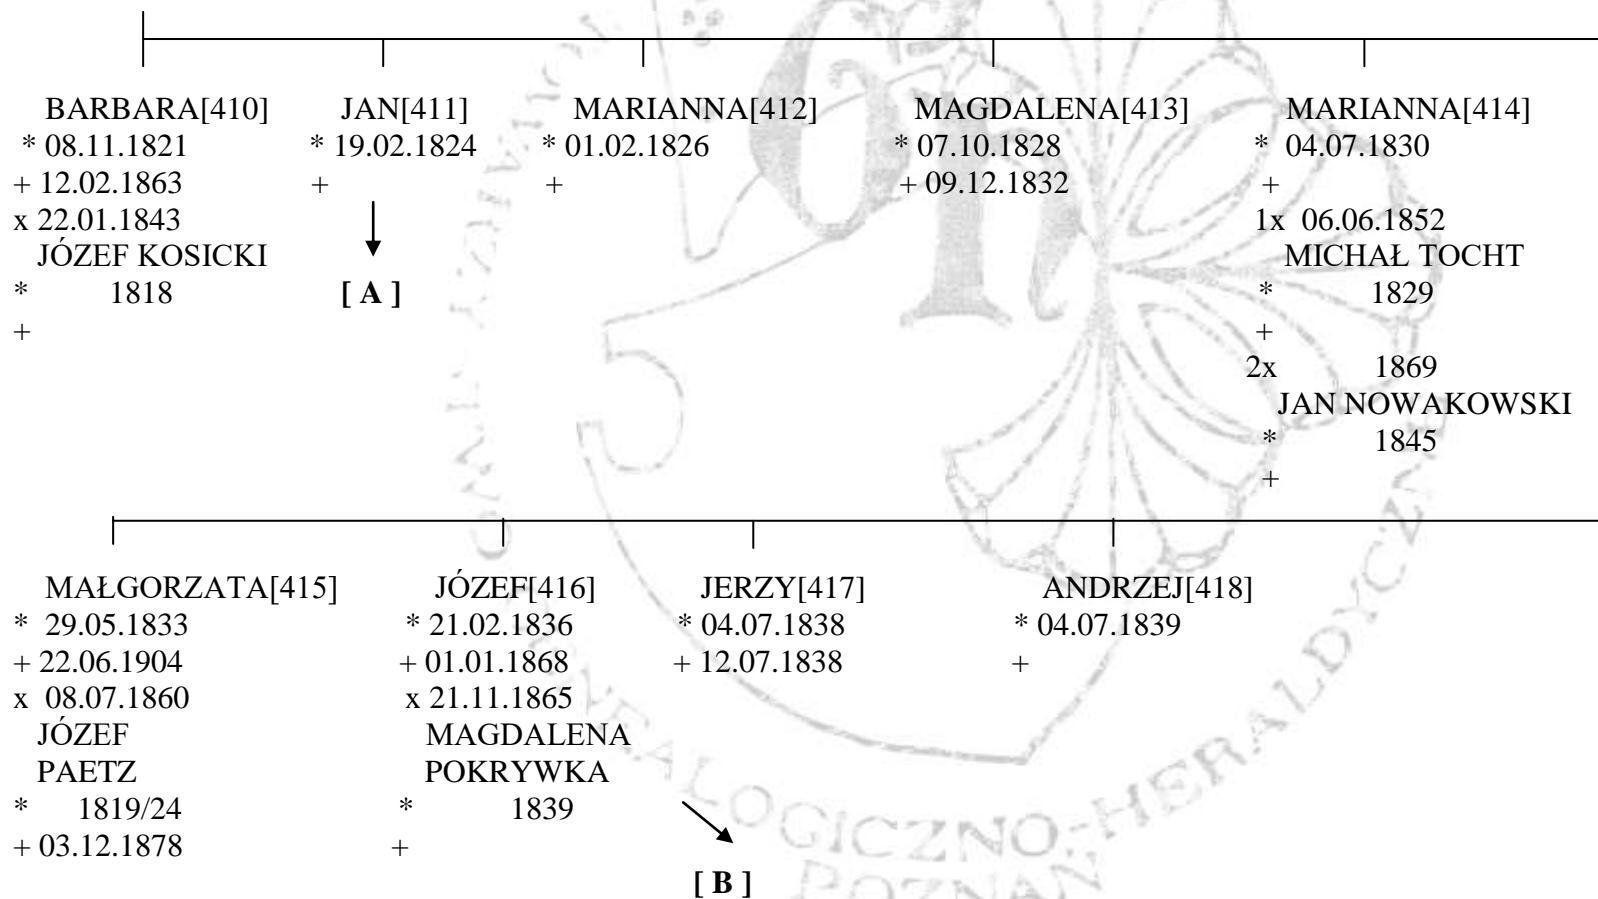 BARBARA[410] JAN[411] MARIANNA[412] MAGDALENA[413] MARIANNA[414]
* 08.11.1821 * 19.02.1824 * 01.02.1826 * 07.10.1828 * 04.07.1830
+ 12.02.1863 + + + 09.12.1832 +
x 22.01.1843 1x 06.06.1852
JÓZEF KOSICKI MICHAŁ TOCHT
* 1818 [ A ] * 1829
+ +
2x 1869
JAN NOWAKOWSKI
* 1845
+
MAŁGORZATA[415] JÓZEF[416] JERZY[417] ANDRZEJ[418]
* 29.05.1833 * 21.02.1836 * 04.07.1838 * 04.07.1839
+ 22.06.1904 + 01.01.1868 + 12.07.1838 +
x 08.07.1860 x 21.11.1865
JÓZEF MAGDALENA
PAETZ POKRYWKA
* 1819/24 * 1839
+ 03.12.1878 +
[ B ]